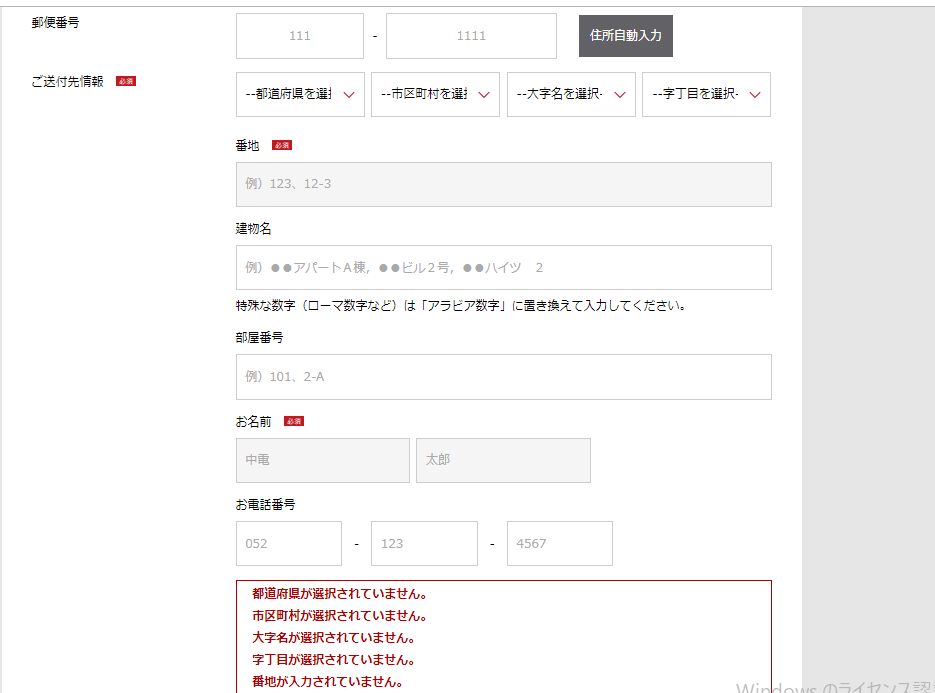 郵便番号
111 - 1111 住所自動入力
ご送付先情報 必須
--都道府県を選 --市区町村を選 --大字名を選択- --字丁目を選択-
番地 必須
例）123、12-3
建物名
例）●●アパートＡ棟，●●ビル２号，●●ハイツ　２
特殊な数字（ローマ数字など）は「アラビア数字」に置き換えて入力してください。
部屋番号
例）101、2-A
お名前 必須
中電 太郎
お電話番号
052 - 123 - 4567
都道府県が選択されていません。
市区町村が選択されていません。
大字名が選択されていません。
字丁目が選択されていません。
番地が入力されていません。
Windows のライセンス認